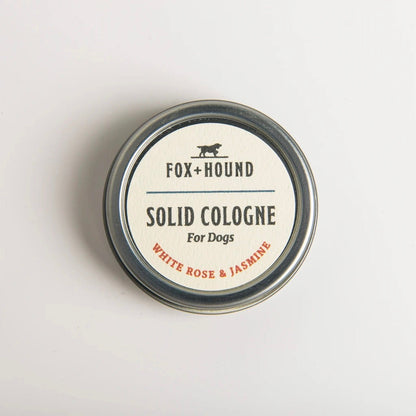 FOX+HOUND
SOLID COLOGNE
For Dogs
WHITE ROSE & JASMINE